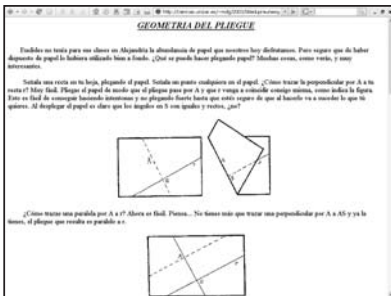 GEOMETRIA DEL PLIEGUE
Euclides no tenía para sus clases en Alejandría la abundancia de papel que nosotros hoy disfrutamos. Pero seguro que de haber
dispuesto de papel lo hubiera utilizado bien a fondo. ¿Qué se puede hacer plegando papel? Muchas cosas, como verás, y muy
interesantes.
Señala una recta en tu hoja, plegando el papel. Señala un punto cualquiera en el papel. ¿Cómo trazar la perpendicular por A a tu
recta r? Muy fácil. Pliegas el papel de modo que el pliegue pase por A y que r venga a coincidir consigo misma, como indica la figura.
Esto es fácil de conseguir haciendo intentonas y no plegando fuerte hasta que estés seguro de que al hacerlo va a suceder lo que tú
quieres. Al desplegar el papel es claro que los ángulos en S son iguales y rectos, ¿no?
¿Cómo trazar una paralela por A a r? Ahora es fácil. Piensa... No tienes más que trazar una perpendicular por A a AS y ya la
tienes, el pliegue que resulta es paralelo a r.